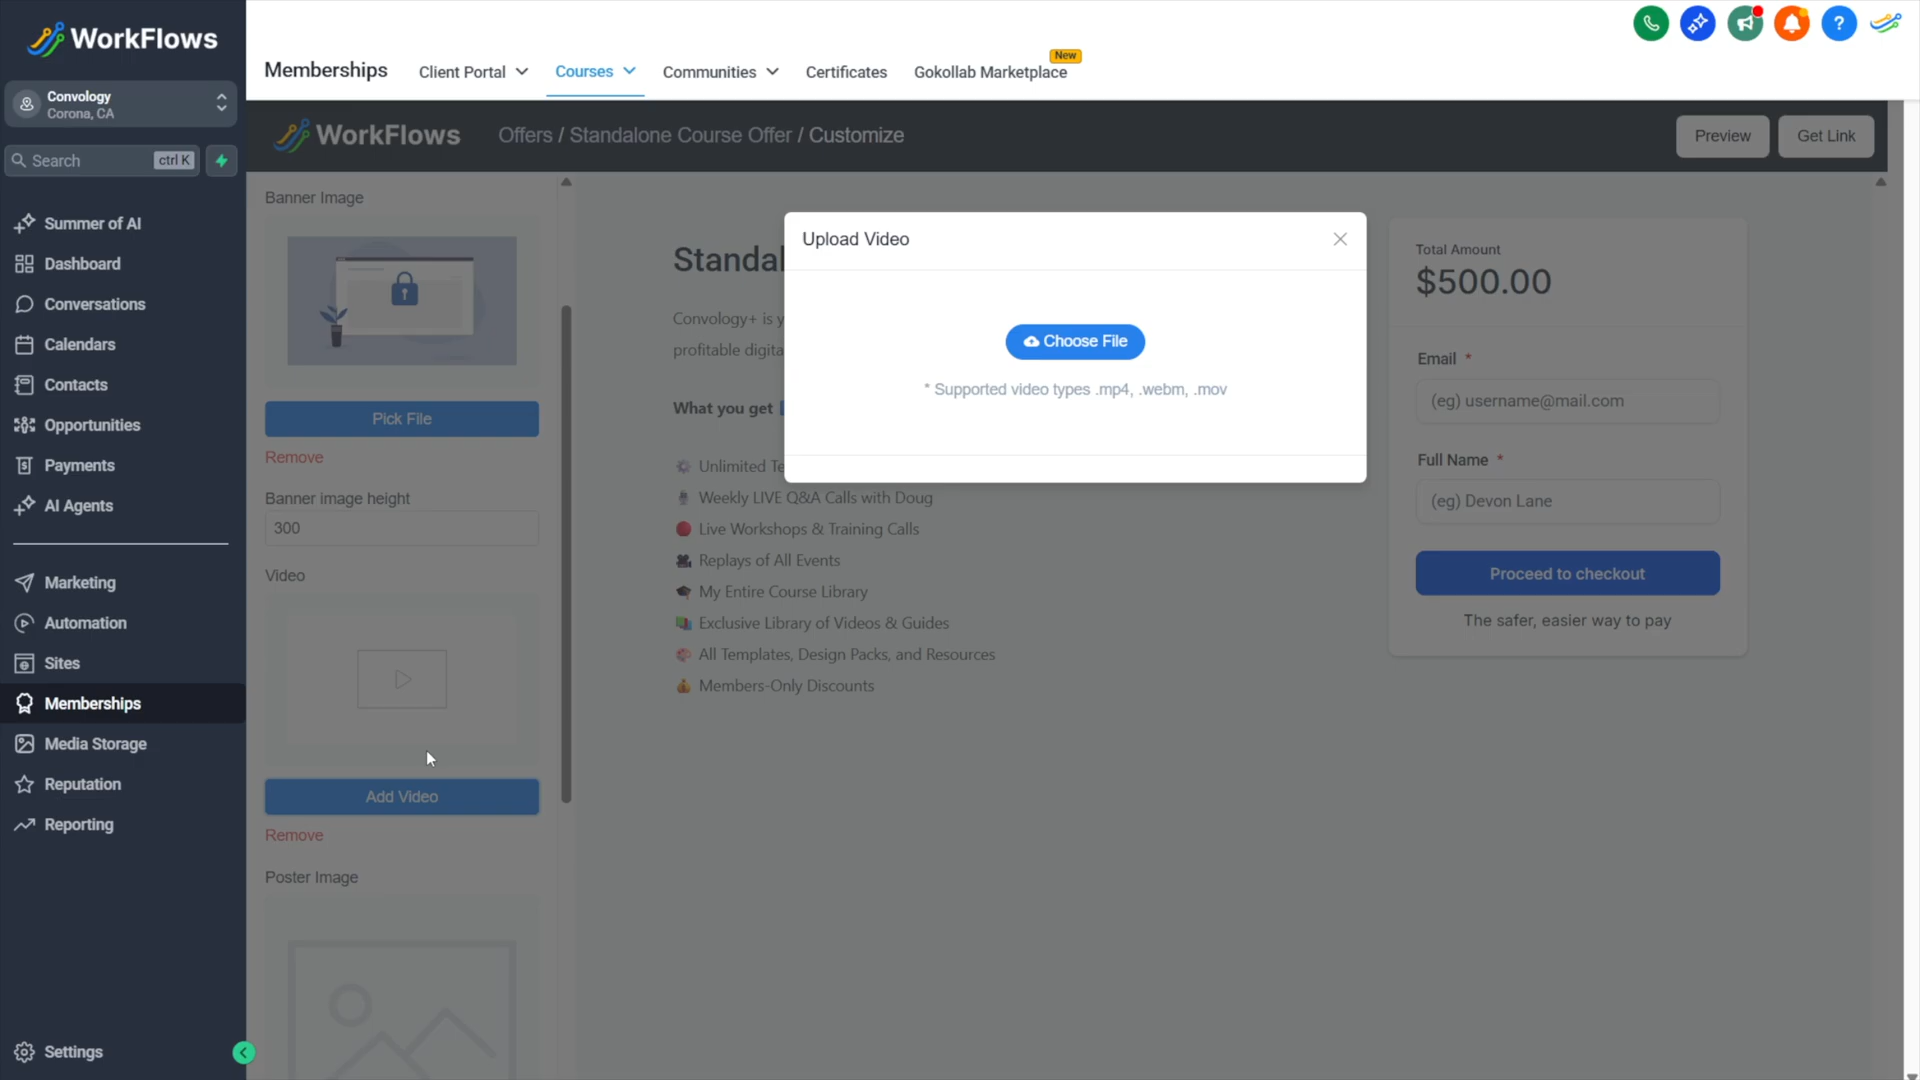 WorkFlows
Convology
Corona, CA
Search
ctrl K
Summer of AI
Dashboard
Conversations
Calendars
Contacts
Opportunities
Payments
AI Agents
Marketing
Automation
Sites
Memberships
Media Storage
Reputation
Reporting
Settings
Memberships
Client Portal
Courses
Communities
Certificates
Gokollab Marketplace
New
WorkFlows
Offers / Standalone Course Offer / Customize
Preview
Get Link
Banner Image
Pick File
Remove
Banner image height
300
Video
Add Video
Remove
Poster Image
Upload Video
Choose File
* Supported video types .mp4, .webm, .mov
Convology+ is
What you get
Unlimited
Weekly LIVE Q&A Calls with Doug
Live Workshops & Training Calls
Replays of All Events
My Entire Course Library
Exclusive Library of Videos & Guides
All Templates, Design Packs, and Resources
Members-Only Discounts
Total Amount
$500.00
Email *
(eg) username@mail.com
Full Name *
(eg) Devon Lane
Proceed to checkout
The safer, easier way to pay